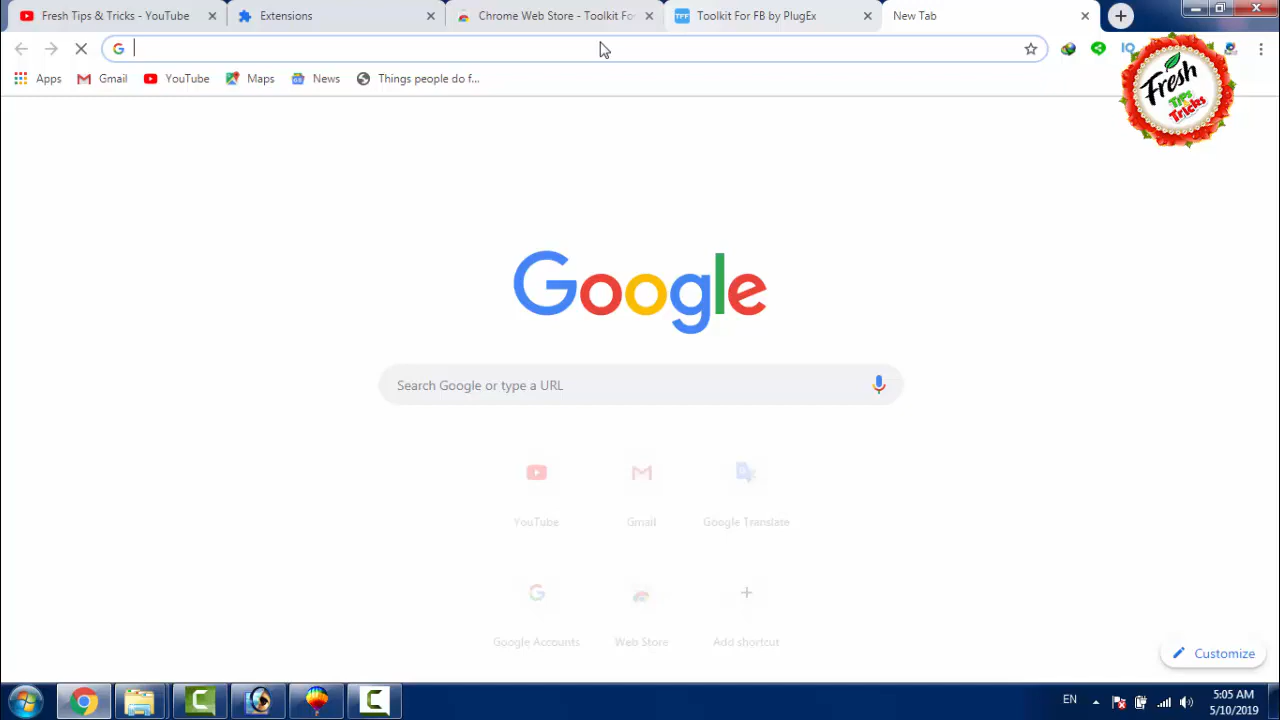 Fresh Tips & Tricks - YouTube
Extensions
Chrome Web Store - Toolkit For
Toolkit For FB by PlugEx
New Tab
Apps
Gmail
YouTube
Maps
News
Things people do f...
Fresh
Tips
Tricks
Google
Search Google or type a URL
YouTube
Gmail
Google Translate
Google Accounts
Web Store
Add shortcut
Customize
EN
5:05 AM
5/10/2019